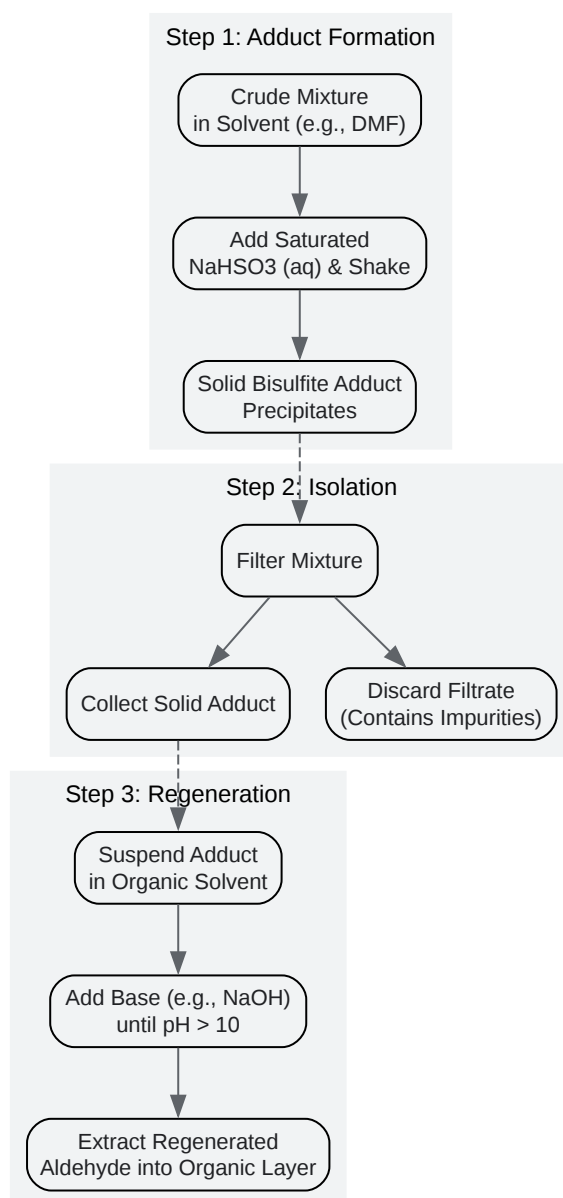 Step 1: Adduct Formation
Crude Mixture
in Solvent (e.g., DMF)
Add Saturated
NaHSO3 (aq) & Shake
Solid Bisulfite Adduct
Precipitates
Step 2: Isolation
Filter Mixture
Collect Solid Adduct
Discard Filtrate
(Contains Impurities)
Step 3: Regeneration
Suspend Adduct
in Organic Solvent
Add Base (e.g., NaOH)
until pH > 10
Extract Regenerated
Aldehyde into Organic Layer